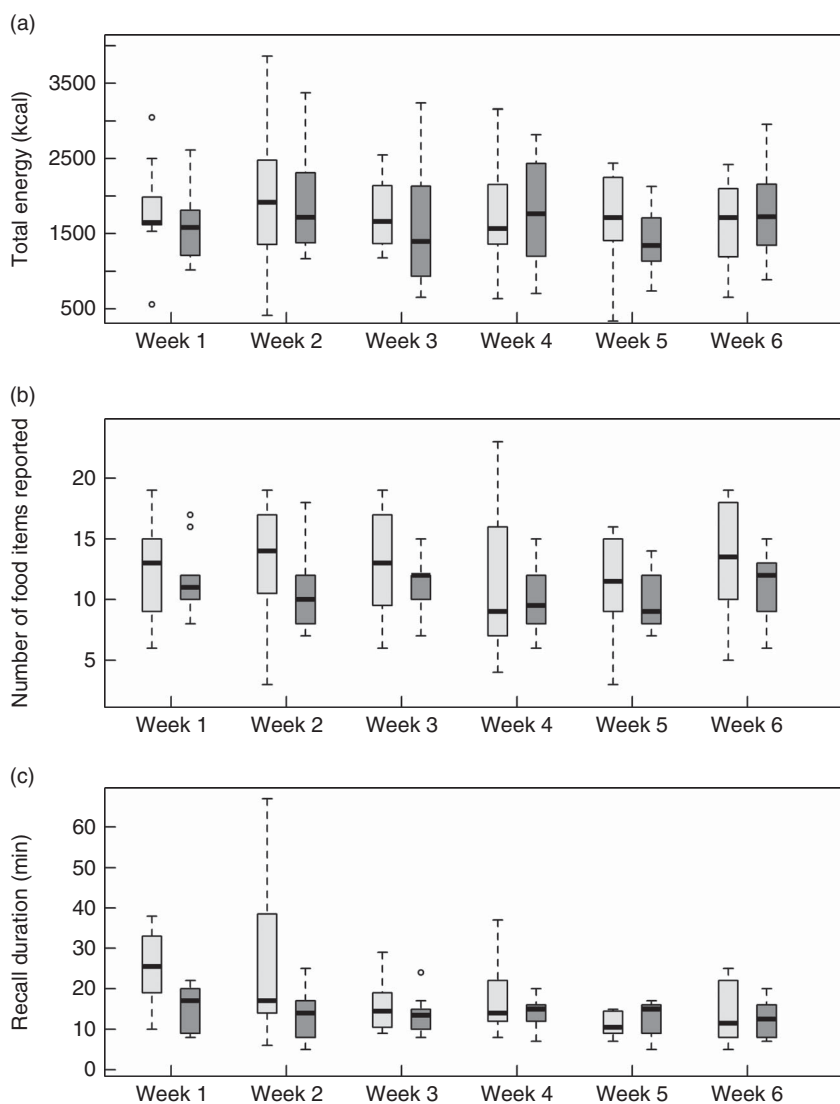 (a)
Total energy (kcal)
3500
2500
1500
500
Week 1 Week 2 Week 3 Week 4 Week 5 Week 6
(b)
Number of food items reported
20
15
10
5
Week 1 Week 2 Week 3 Week 4 Week 5 Week 6
(c)
Recall duration (min)
60
50
40
30
20
10
0
Week 1 Week 2 Week 3 Week 4 Week 5 Week 6